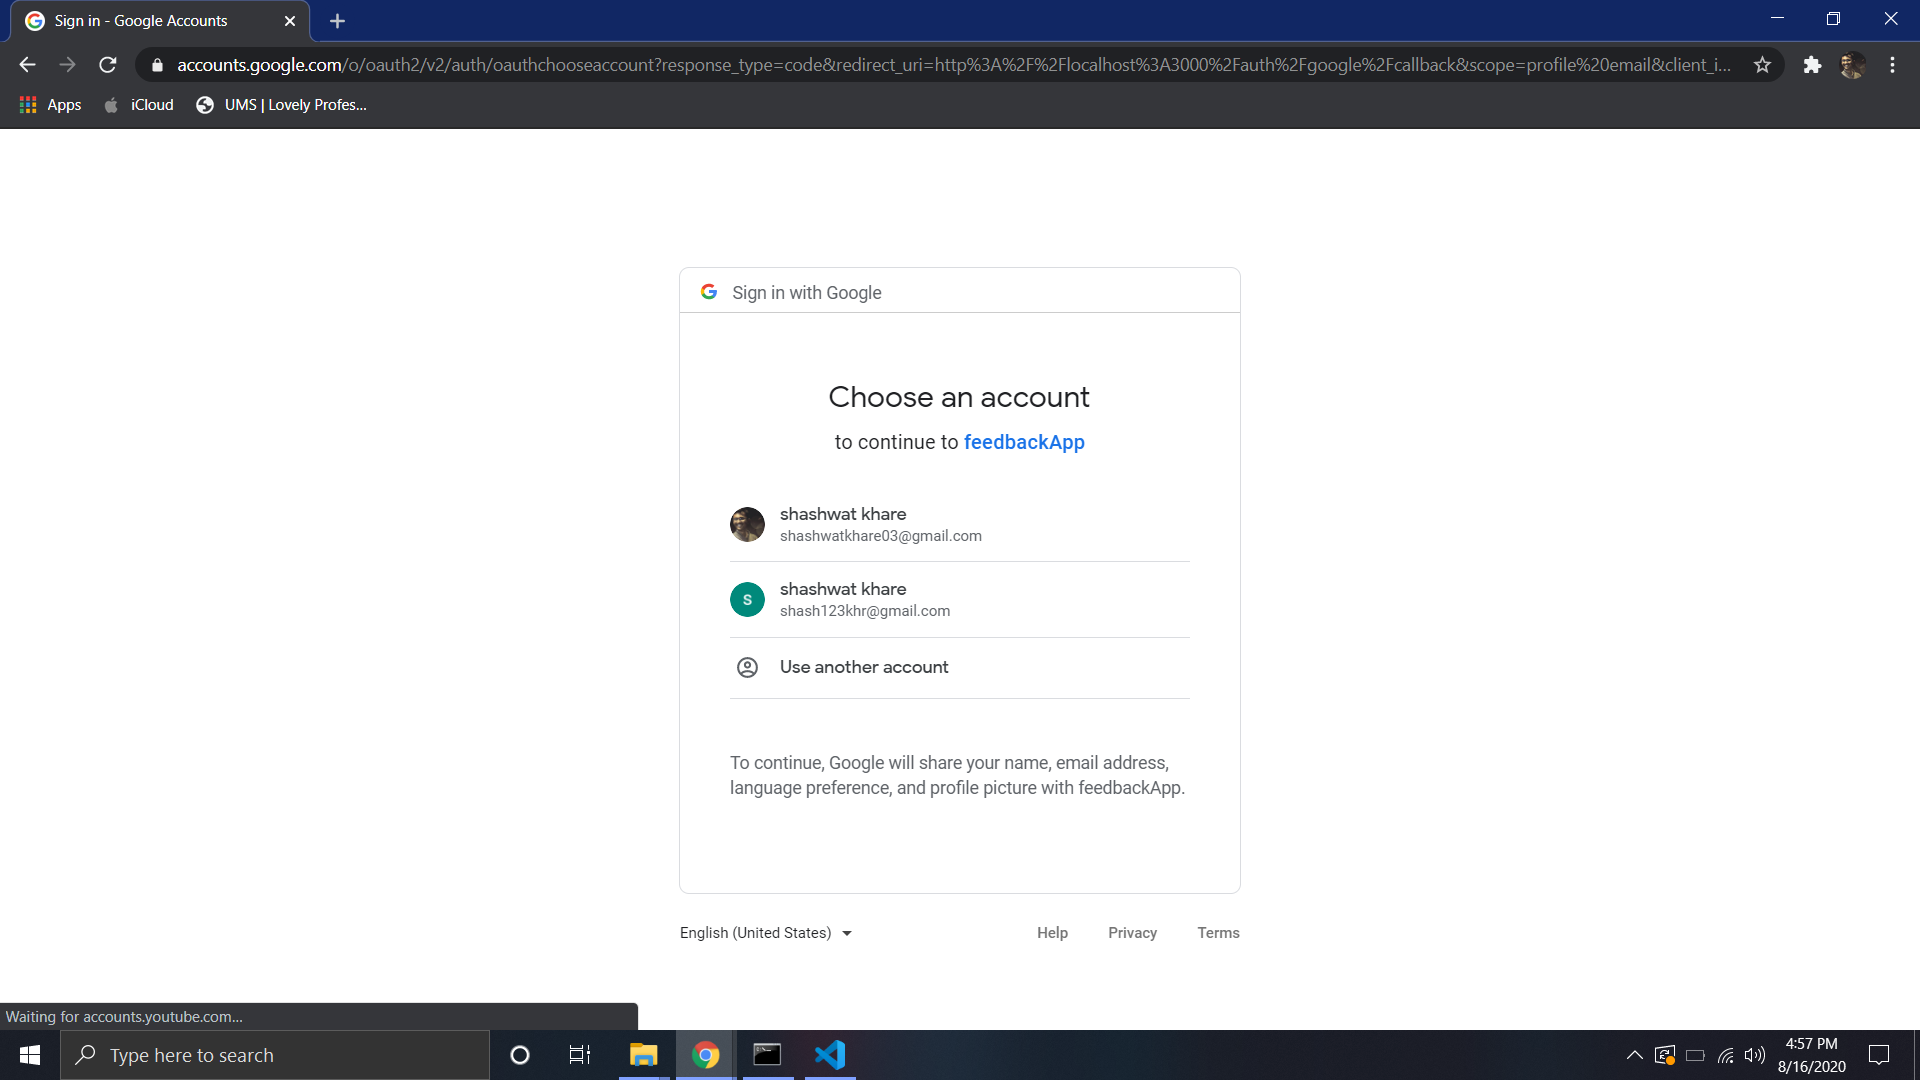 Sign in - Google Accounts
accounts.google.com/o/oauth2/v2/auth/oauthchooseaccount?response_type=code&redirect_uri=http%3A%2F%2Flocalhost%3A3000%2Fauth%2Fgoogle%2Fcallback&scope=profile%20email&client_i...
Apps iCloud UMS | Lovely Profes...
Sign in with Google
Choose an account
to continue to feedbackApp
shashwat khare
shashwatkhare03@gmail.com
S
shashwat khare
shash123khr@gmail.com
Use another account
To continue, Google will share your name, email address,
language preference, and profile picture with feedbackApp.
English (United States) Help Privacy Terms
Waiting for accounts.youtube.com...
Type here to search
4:57 PM
8/16/2020